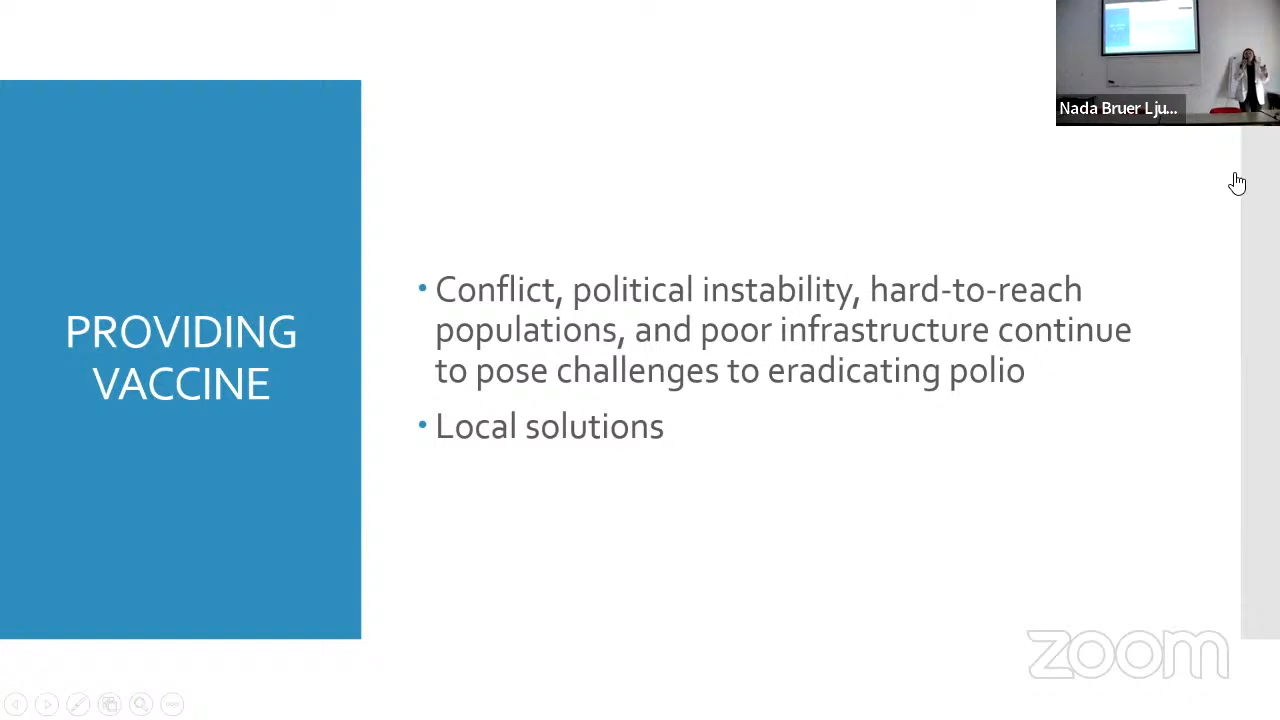 Nada Bruer Lju...
PROVIDING
VACCINE
• Conflict, political instability, hard-to-reach
populations, and poor infrastructure continue
to pose challenges to eradicating polio
• Local solutions
zoom